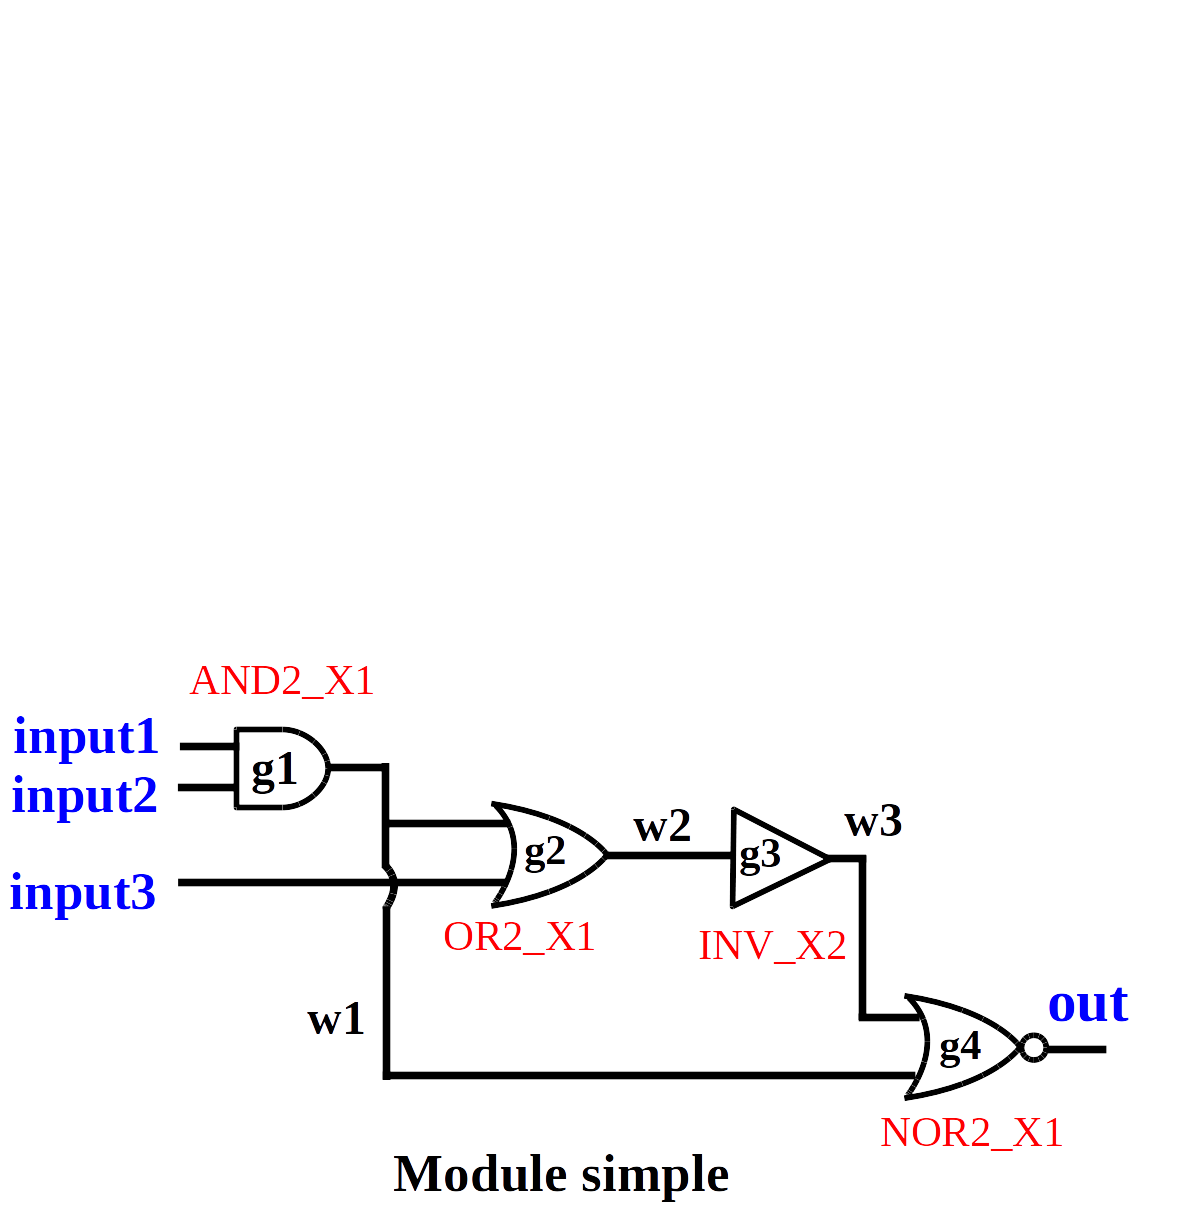 AND2_X1
input1
g1
input2
w2
w3
g2
g3
input3
OR2_X1
INV_X2
w1
out
g4
NOR2_X1
Module simple